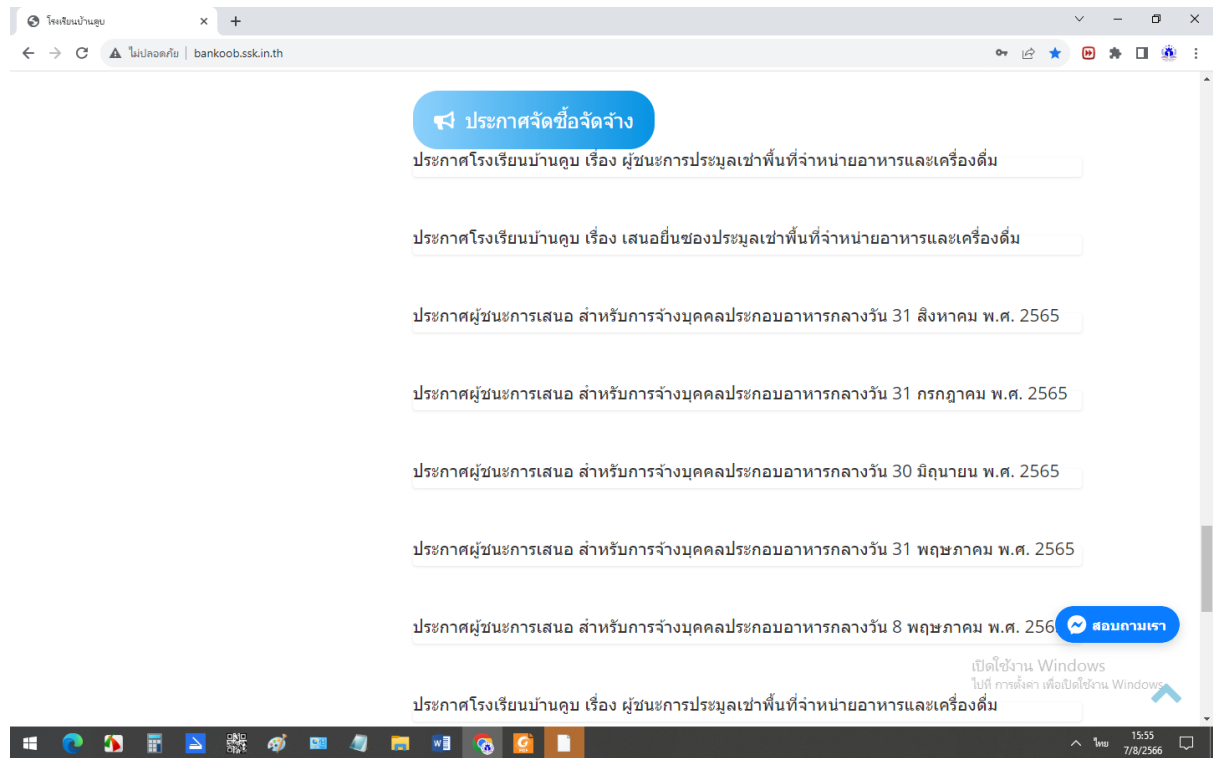 โรงเรียนบ้านคูบ
ไม่ปลอดภัย | bankoob.ssk.in.th
ประกาศจัดซื้อจัดจ้าง
ประกาศโรงเรียนบ้านคูบ เรื่อง ผู้ชนะการประมูลเช่าพื้นที่จำหน่ายอาหารและเครื่องดื่ม
ประกาศโรงเรียนบ้านคูบ เรื่อง เสนอยื่นซองประมูลเช่าพื้นที่จำหน่ายอาหารและเครื่องดื่ม
ประกาศผู้ชนะการเสนอ สำหรับการจ้างบุคคลประกอบอาหารกลางวัน 31 สิงหาคม พ.ศ. 2565
ประกาศผู้ชนะการเสนอ สำหรับการจ้างบุคคลประกอบอาหารกลางวัน 31 กรกฎาคม พ.ศ. 2565
ประกาศผู้ชนะการเสนอ สำหรับการจ้างบุคคลประกอบอาหารกลางวัน 30 มิถุนายน พ.ศ. 2565
ประกาศผู้ชนะการเสนอ สำหรับการจ้างบุคคลประกอบอาหารกลางวัน 31 พฤษภาคม พ.ศ. 2565
ประกาศผู้ชนะการเสนอ สำหรับการจ้างบุคคลประกอบอาหารกลางวัน 8 พฤษภาคม พ.ศ. 256
สอบถามเรา
เปิดใช้งาน Windows
ไปที่ การตั้งค่า เพื่อเปิดใช้งาน Windows
ประกาศโรงเรียนบ้านคูบ เรื่อง ผู้ชนะการประมูลเช่าพื้นที่จำหน่ายอาหารและเครื่องดื่ม
ไทย
15:55
7/8/2566